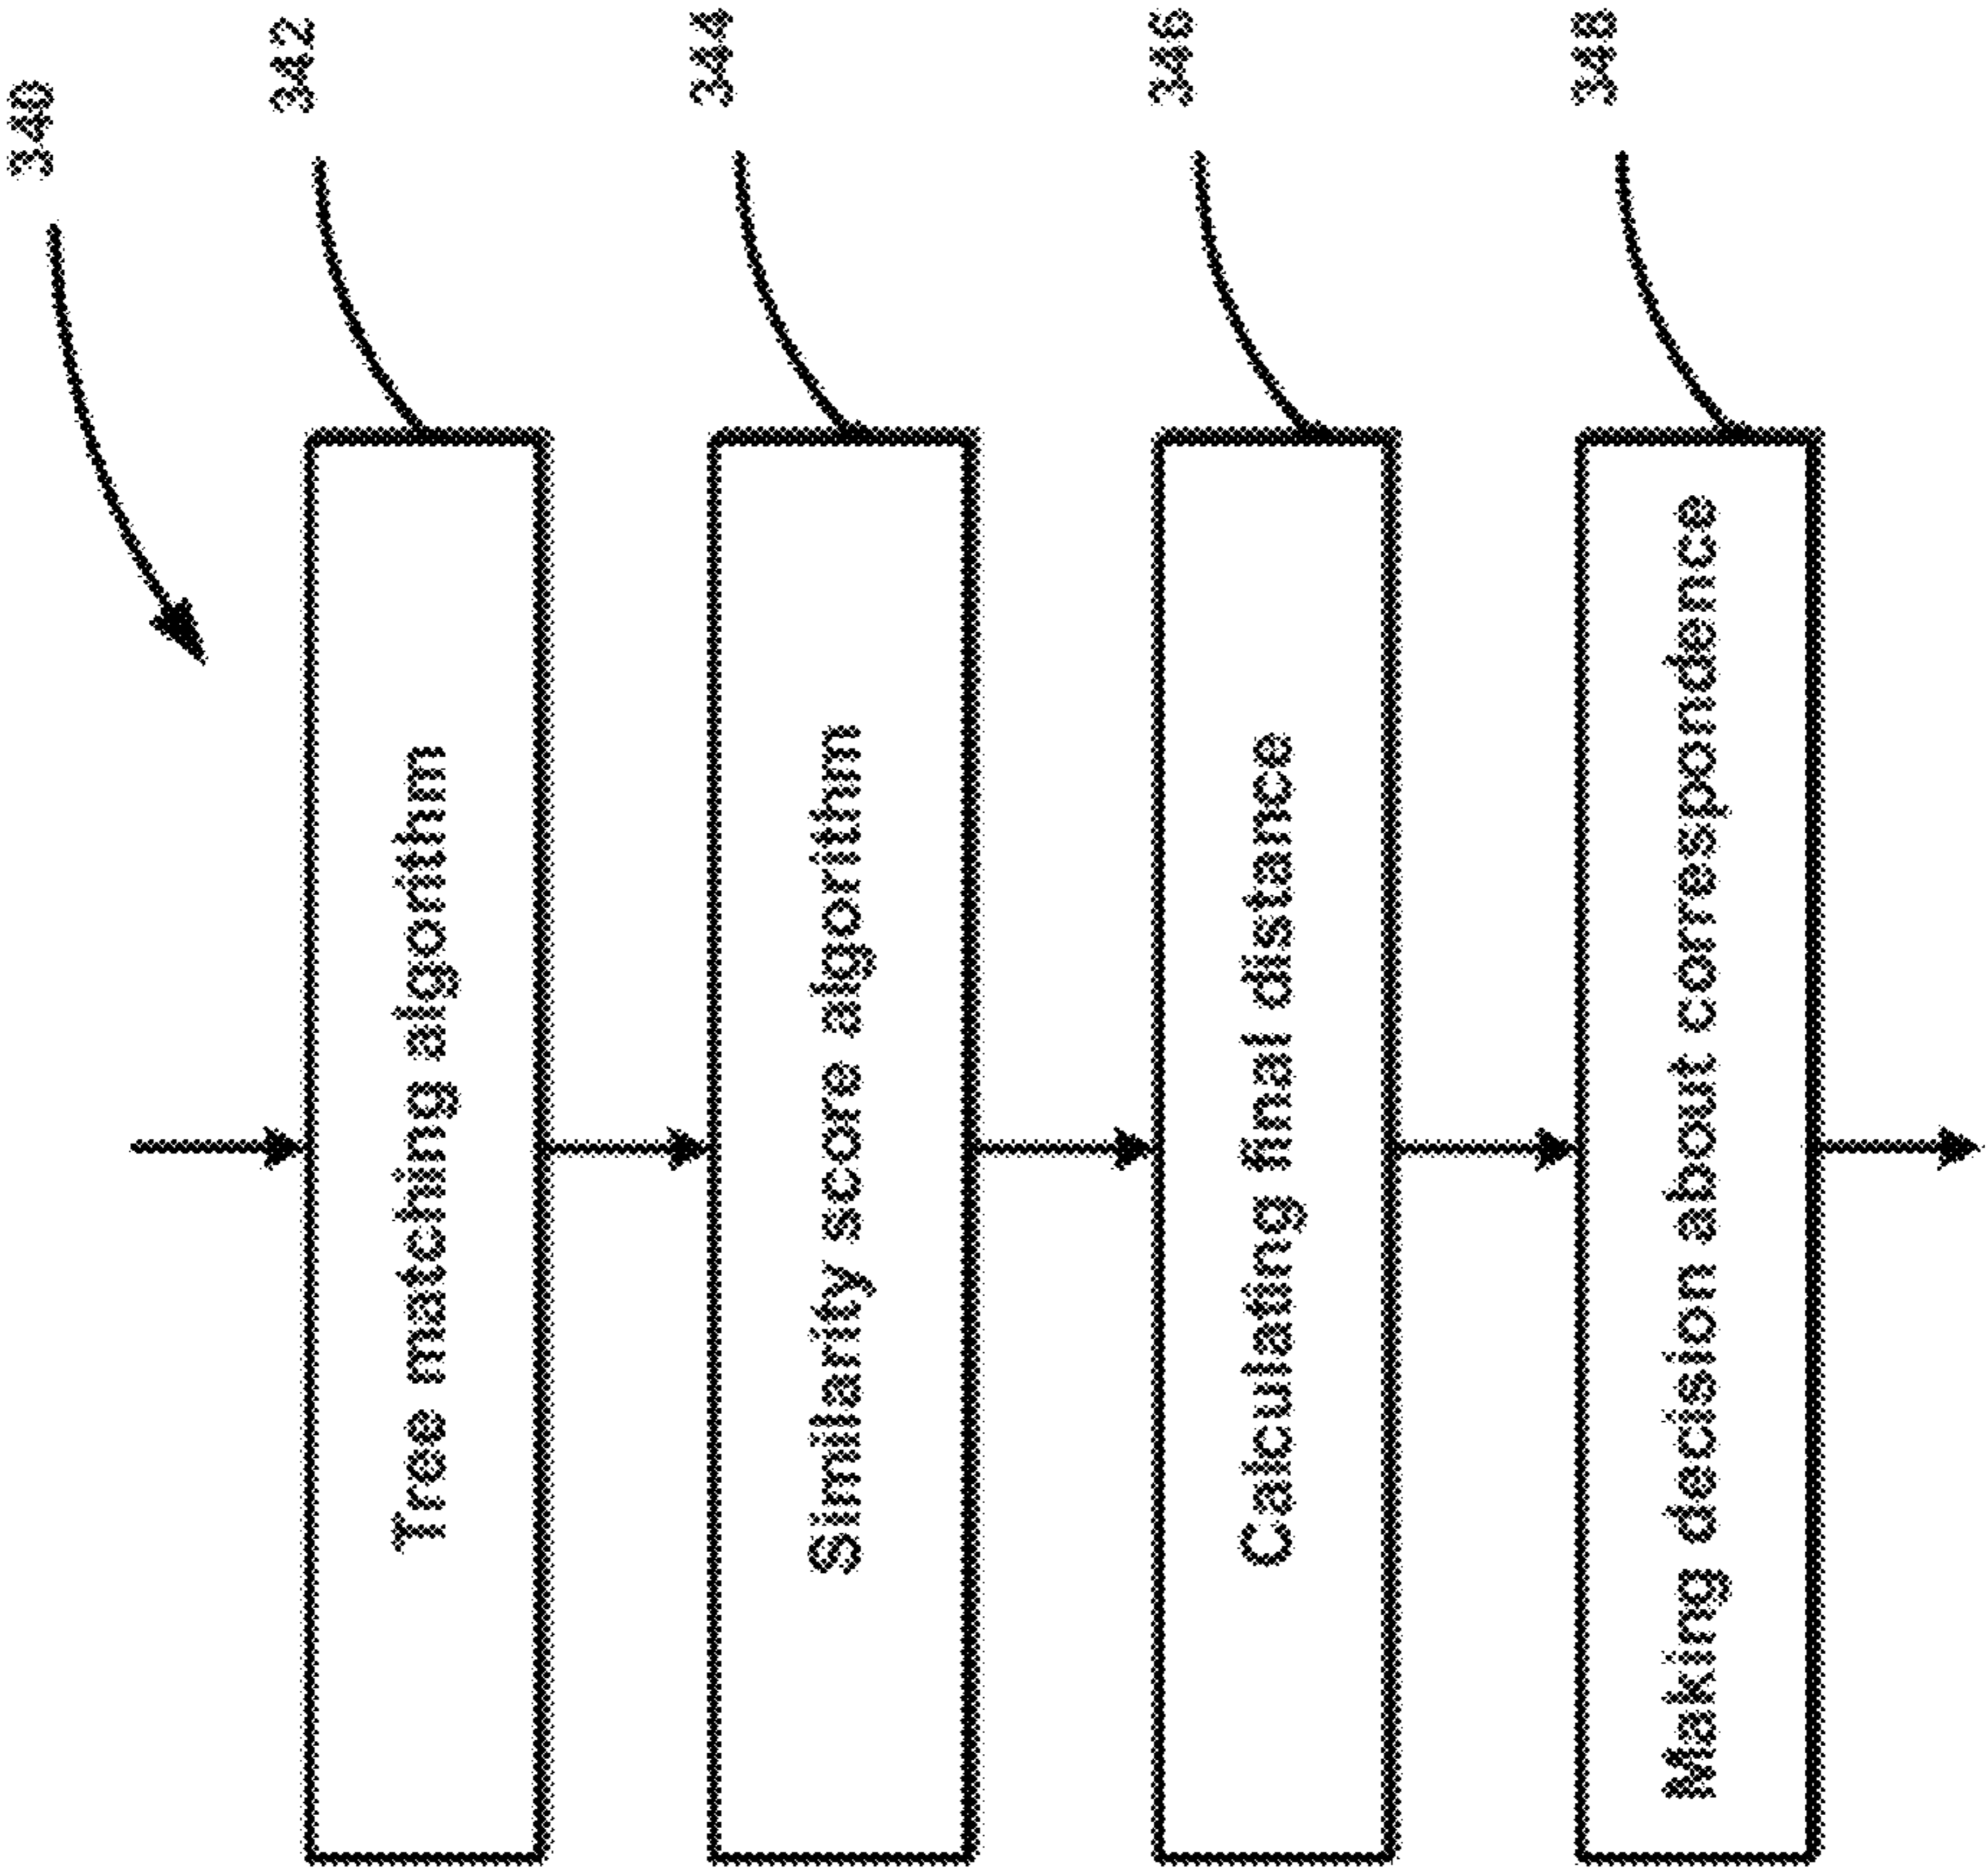 340
342
Tree matching algorithm
344
Similarity score algorithm
346
Calculating final distance
348
Making decision about correspondence